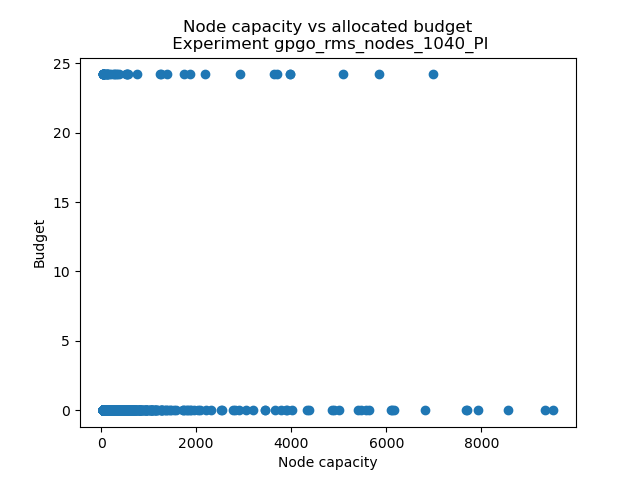 Node capacity vs allocated budget
Experiment gpgo_rms_nodes_1040_PI
25
20
15
10
5
0
Budget
0 2000 4000 6000 8000
Node capacity